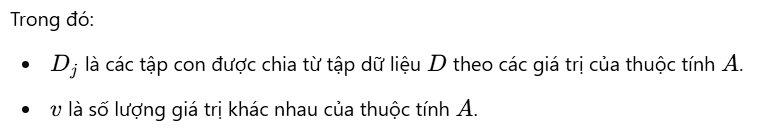 Trong đó:
• D_j là các tập con được chia từ tập dữ liệu D theo các giá trị của thuộc tính A.
• v là số lượng giá trị khác nhau của thuộc tính A.